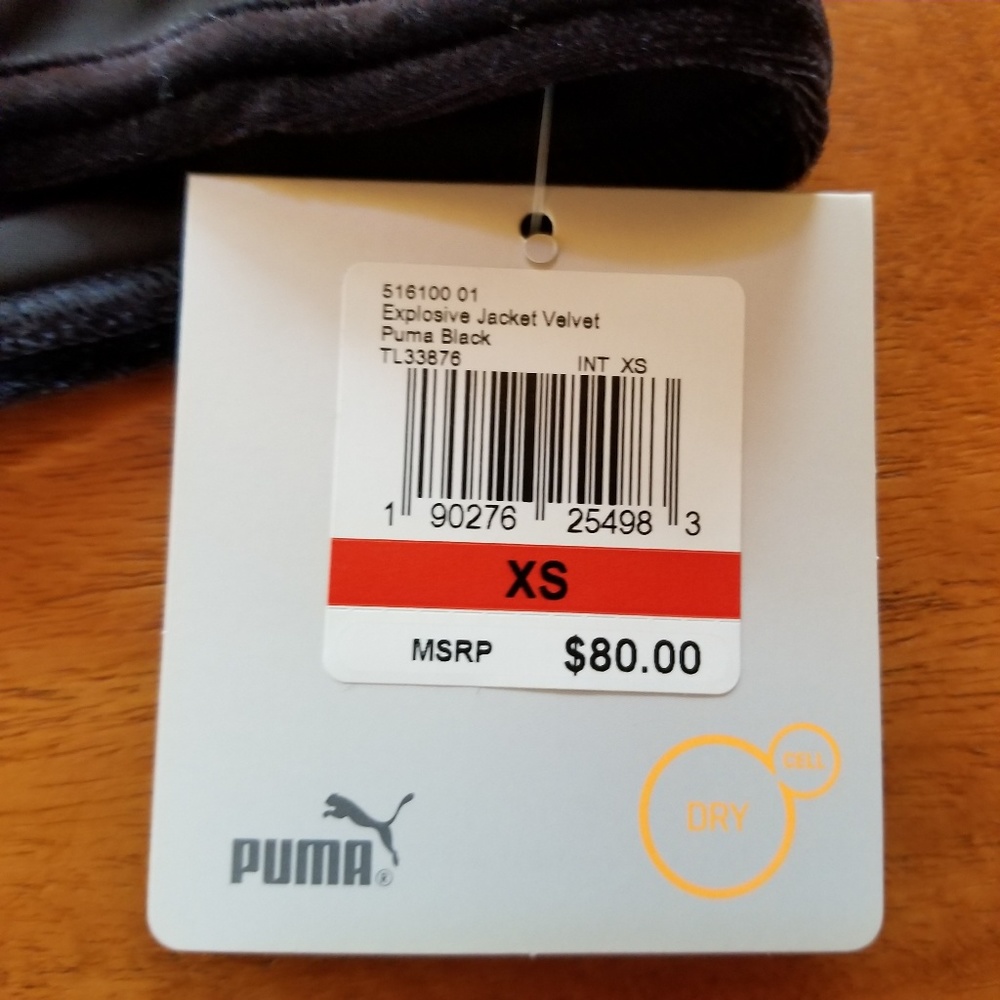 516100 01
Explosive Jacket Velvet
Puma Black
TL33876 INT XS
1 90276 25498 3
XS
MSRP $80.00
CELL
DRY
PUMA®